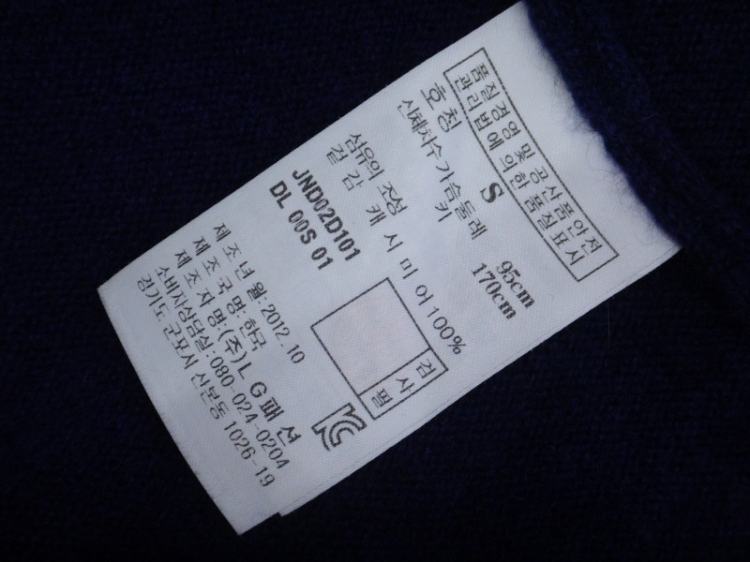 품질경영 및 공산품안전
관리법에 의한 품질표시
호칭 S
신체치수 가슴둘레 95cm
키 170cm
섬유의 조성
겉감 캐시미어100%
JND02D101
DL 00S 01
검사필
제조년월:2012.10
제조국명:한국
제조자명:(주)LG패션
소비자상담실:080-024-0204
경기도 군포시 산본동 1026-19